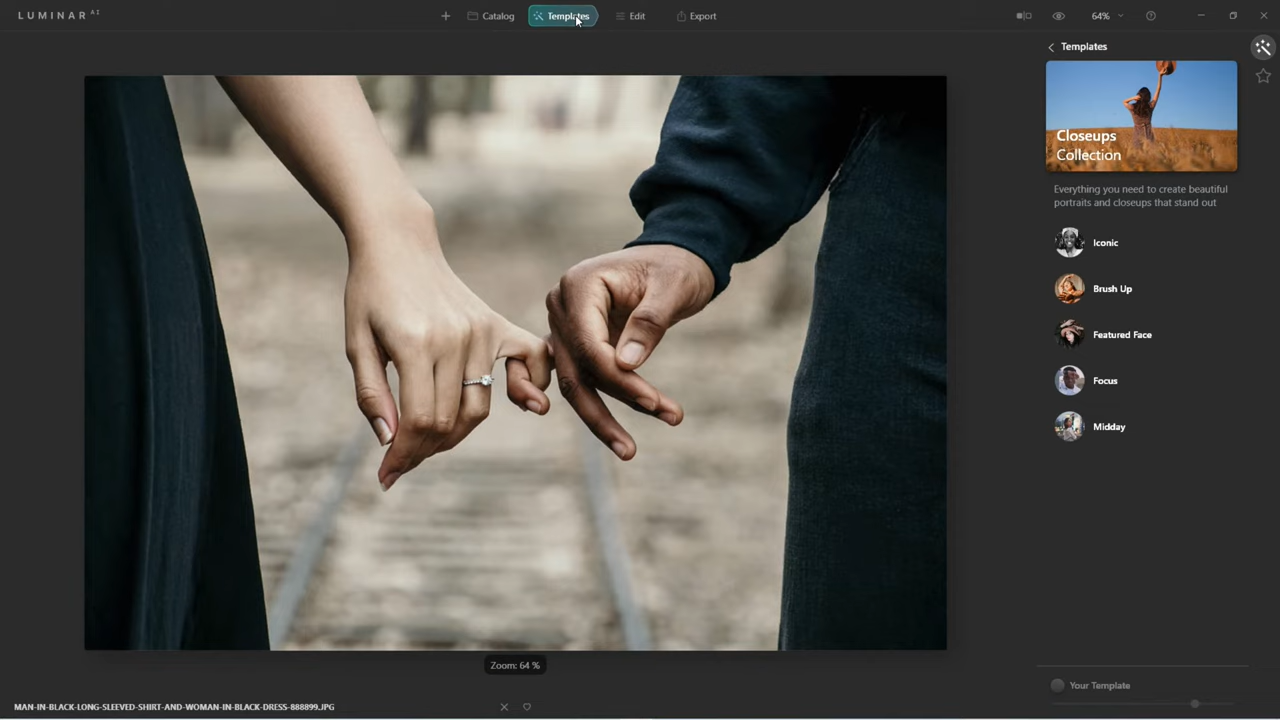 LUMINAR AI
Catalog
Templates
Edit
Export
64%
Templates
Closeups
Collection
Everything you need to create beautiful
portraits and closeups that stand out
Iconic
Brush Up
Featured Face
Focus
Midday
Zoom: 64 %
Your Template
MAN-IN-BLACK-LONG-SLEEVED-SHIRT-AND-WOMAN-IN-BLACK-DRESS-888899.JPG